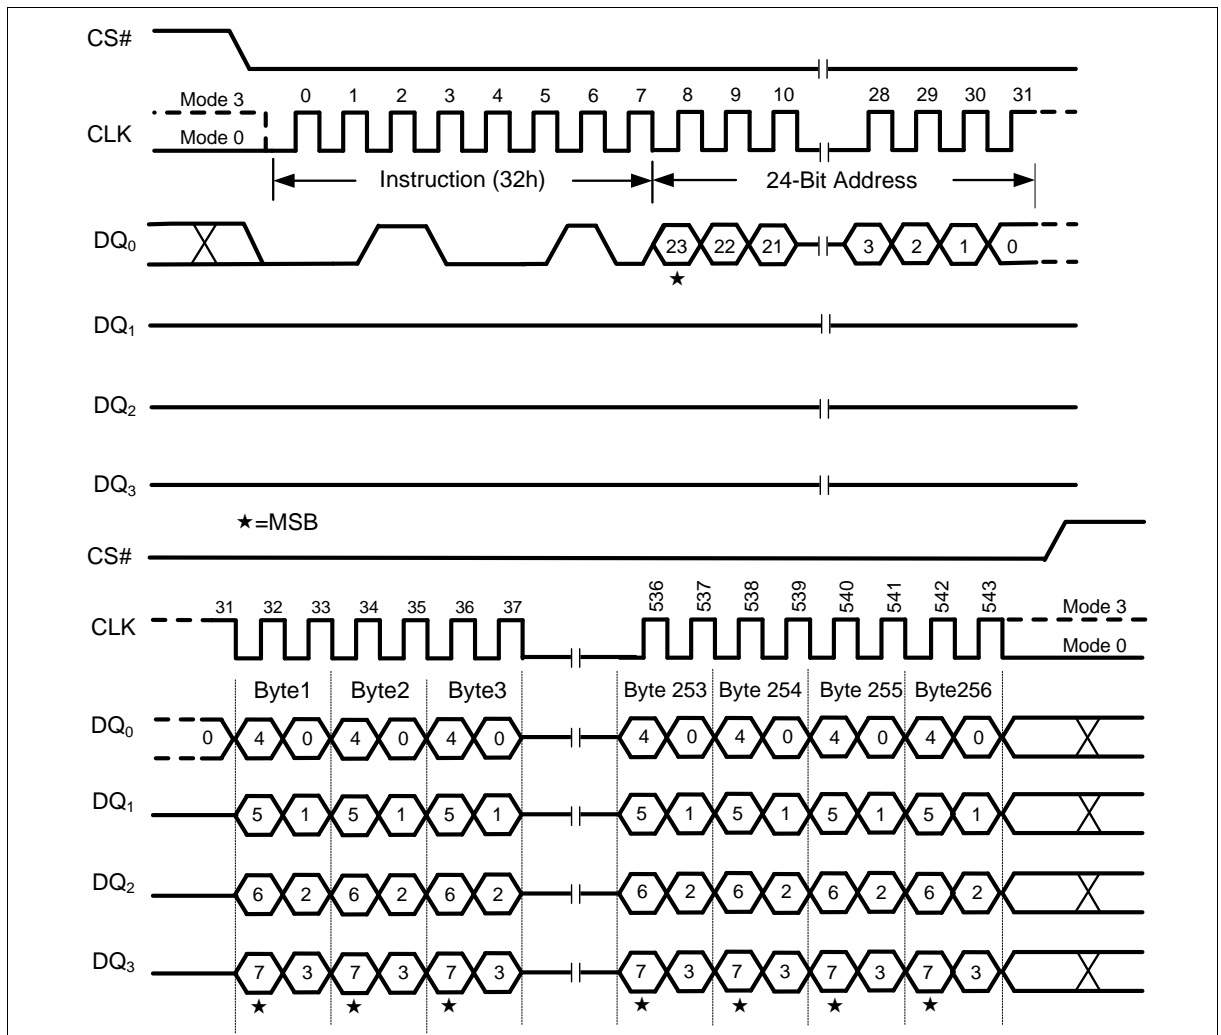 CS#
Mode 3 0 1 2 3 4 5 6 7 8 9 10 28 29 30 31
CLK Mode 0
Instruction (32h) 24-Bit Address
DQ0 23 22 21 3 2 1 0
★
DQ1
DQ2
DQ3
★=MSB
CS#
31 32 33 34 35 36 37 536 537 538 539 540 541 542 543 Mode 3
CLK Mode 0
Byte1 Byte2 Byte3 Byte 253 Byte 254 Byte 255 Byte256
DQ0 0 4 0 4 0 4 0 4 0 4 0 4 0 4 0
DQ1 5 1 5 1 5 1 5 1 5 1 5 1 5 1
DQ2 6 2 6 2 6 2 6 2 6 2 6 2 6 2
DQ3 7 3 7 3 7 3 7 3 7 3 7 3 7 3
★ ★ ★ ★ ★ ★ ★